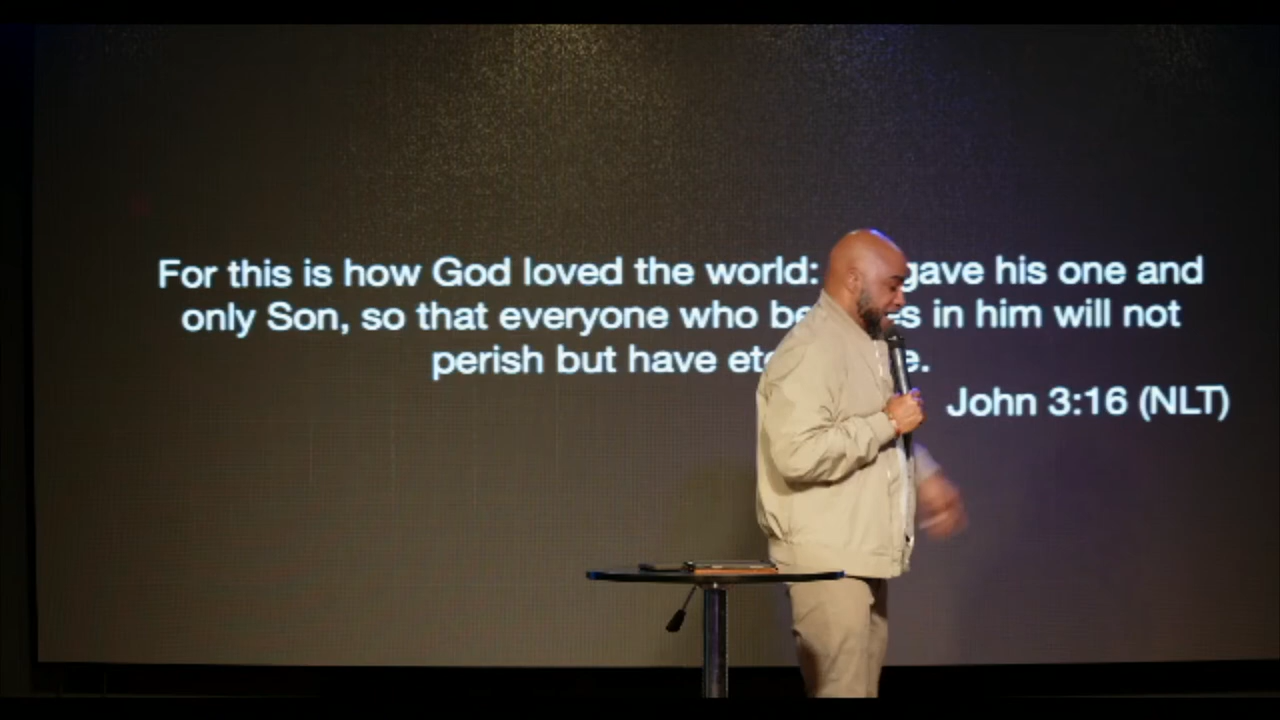 For this is how God loved the world: gave his one and
only Son, so that everyone who in him will not
perish but have
John 3:16 (NLT)